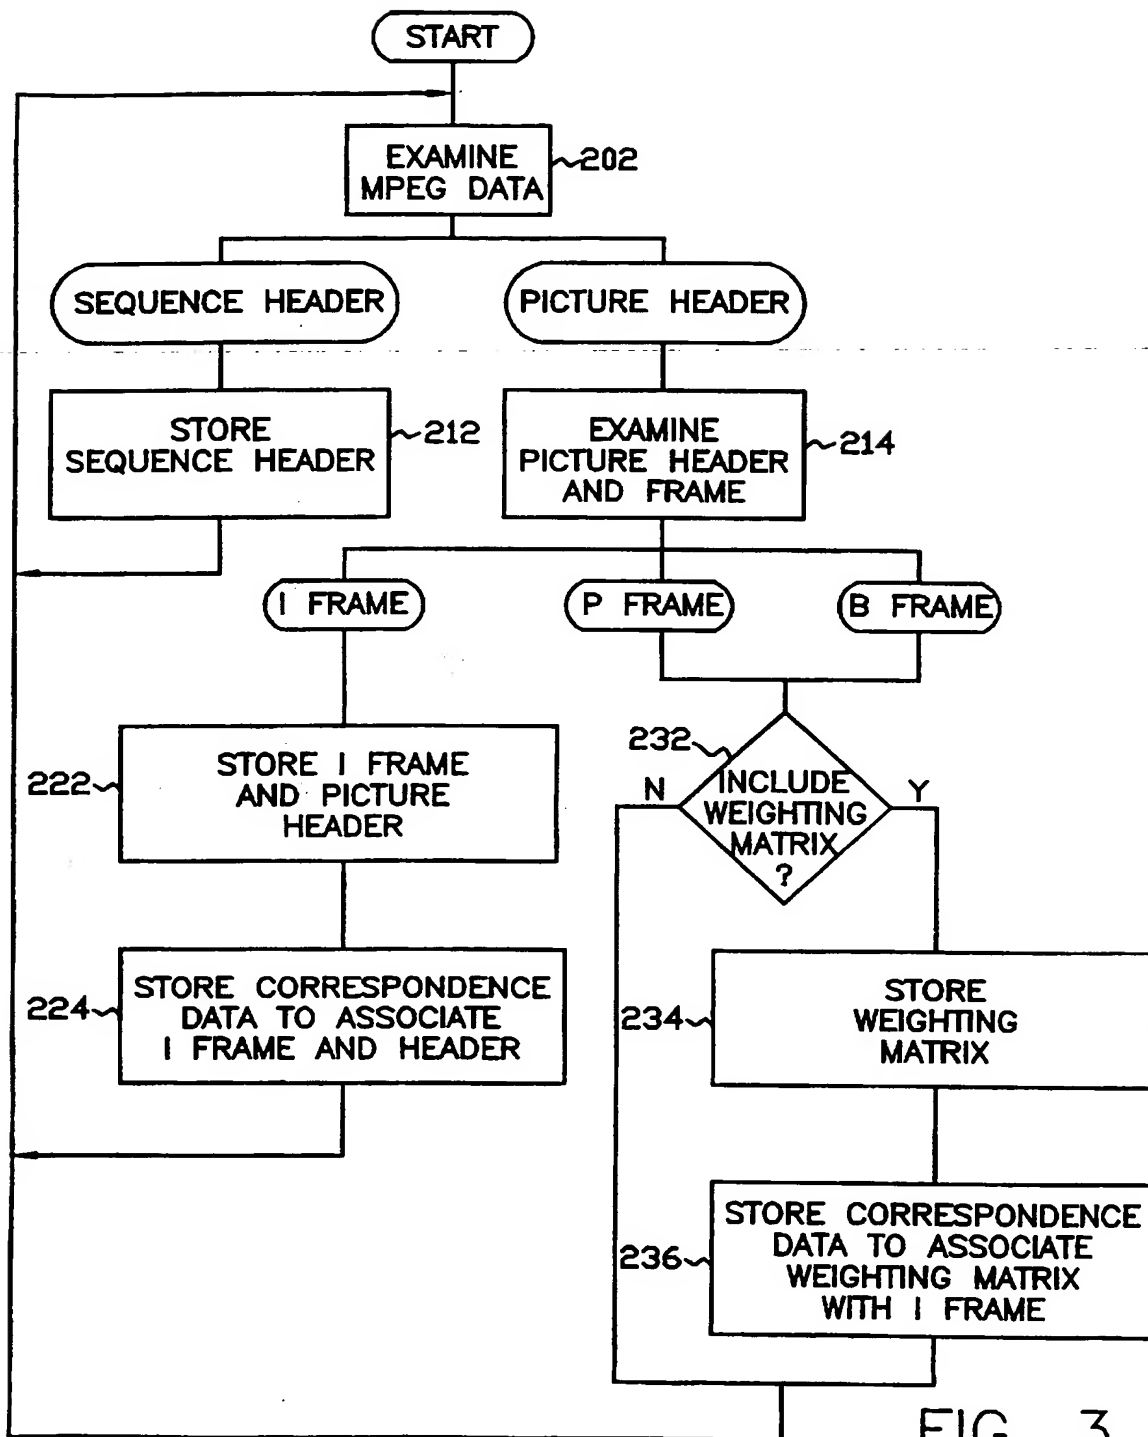 START
EXAMINE
MPEG DATA
202
SEQUENCE HEADER
PICTURE HEADER
STORE
SEQUENCE HEADER
212
EXAMINE
PICTURE HEADER
AND FRAME
214
I FRAME
P FRAME
B FRAME
222
STORE I FRAME
AND PICTURE
HEADER
232
N
INCLUDE
WEIGHTING
MATRIX
?
Y
224
STORE CORRESPONDENCE
DATA TO ASSOCIATE
I FRAME AND HEADER
234
STORE
WEIGHTING
MATRIX
236
STORE CORRESPONDENCE
DATA TO ASSOCIATE
WEIGHTING MATRIX
WITH I FRAME
FIG. 3